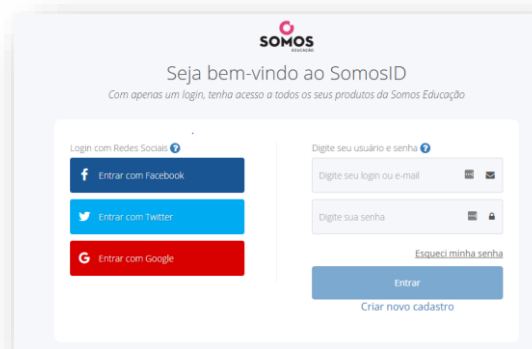 SOMOS
EDUCAÇÃO
Seja bem-vindo ao SomosID
Com apenas um login, tenha acesso a todos os seus produtos da Somos Educação
Login com Redes Sociais ?
Entrar com Facebook
Entrar com Twitter
Entrar com Google
Digite seu usuário e senha ?
Digite seu login ou e-mail
Digite sua senha
Esqueci minha senha
Entrar
Criar novo cadastro